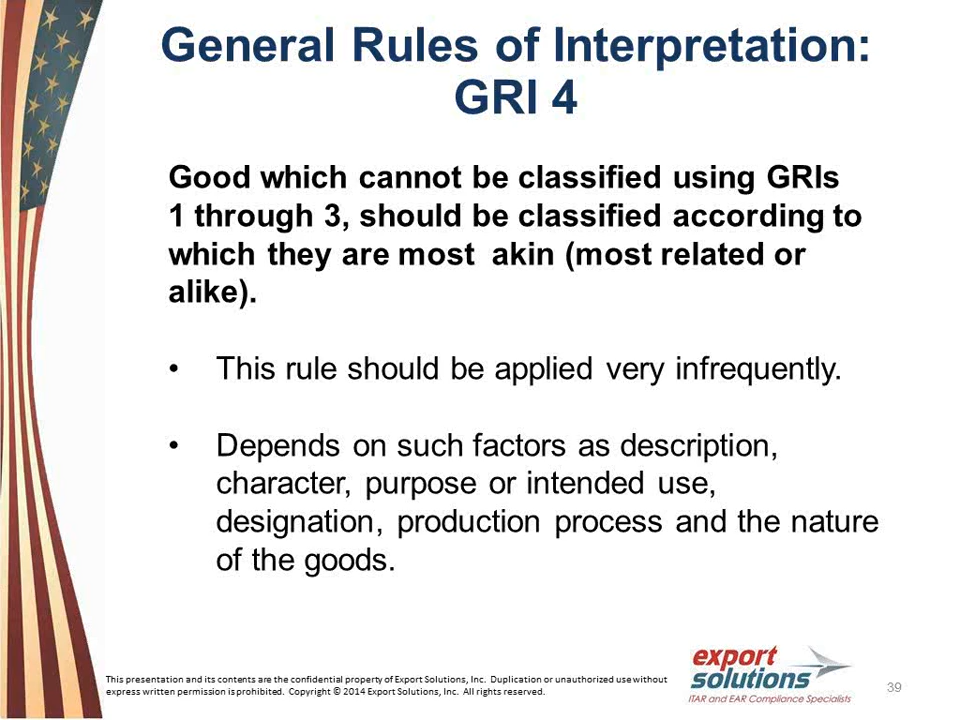 General Rules of Interpretation:
GRI 4
Good which cannot be classified using GRIs
1 through 3, should be classified according to
which they are most akin (most related or
alike).
• This rule should be applied very infrequently.
• Depends on such factors as description,
character, purpose or intended use,
designation, production process and the nature
of the goods.
This presentation and its contents are the confidential property of Export Solutions, Inc. Duplication or unauthorized use without
express written permission is prohibited. Copyright © 2014 Export Solutions, Inc. All rights reserved.
export
solutions
ITAR and EAR Compliance Specialists
39